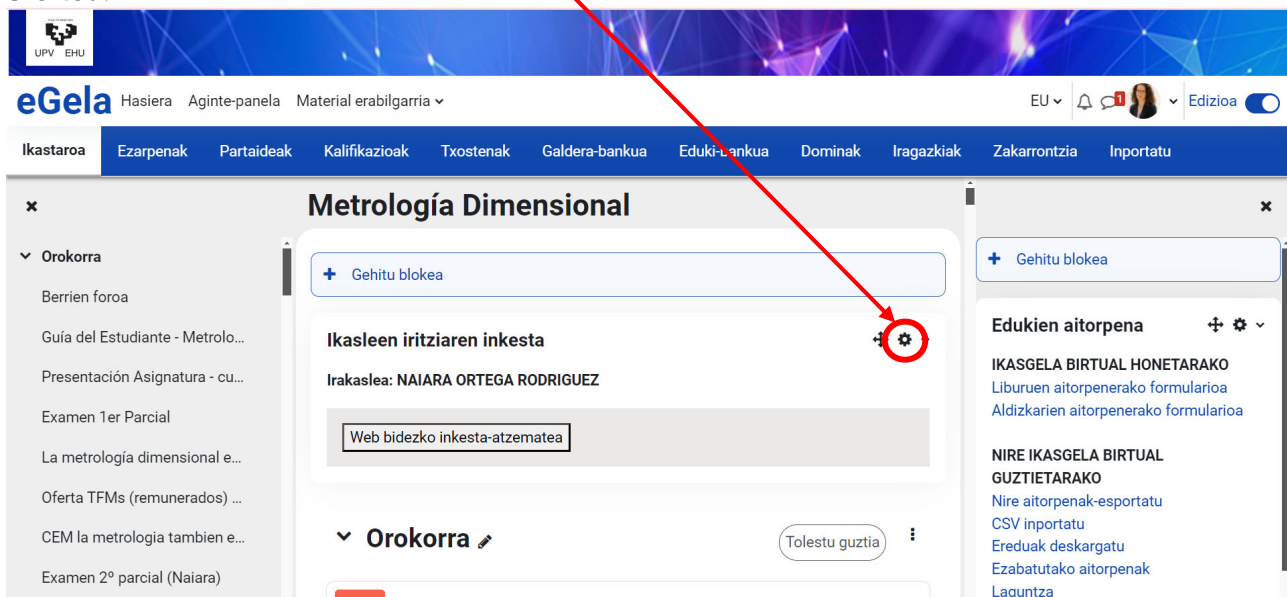 UPV EHU
eGela Hasiera Aginte-panela Material erabilgarria EU 1 Edizioa
Ikastaroa Ezarpenak Partaideak Kalifikazioak Txostenak Galdera-bankua Eduki-bankua Dominak Iragazkiak Zakarrontzia Inportatu
Metrología Dimensional
Orokorra
Berrien foroa
Guía del Estudiante - Metrolo...
Presentación Asignatura - cu...
Examen 1er Parcial
La metrología dimensional e...
Oferta TFMs (remunerados) ...
CEM la metrologia tambien e...
Examen 2º parcial (Naiara)
+ Gehitu blokea
Ikasleen iritziaren inkesta
Irakaslea: NAIARA ORTEGA RODRIGUEZ
Web bidezko inkesta-atzematea
Orokorra
Tolestu guztia
+ Gehitu blokea
Edukien aitorpena
IKASGELA BIRTUAL HONETARAKO
Liburuen aitorpenerako formularioa
Aldizkarien aitorpenerako formularioa
NIRE IKASGELA BIRTUAL
GUZTIETARAKO
Nire aitorpenak-esportatu
CSV inportatu
Ereduak deskargatu
Ezabatutako aitorpenak
Laguntza